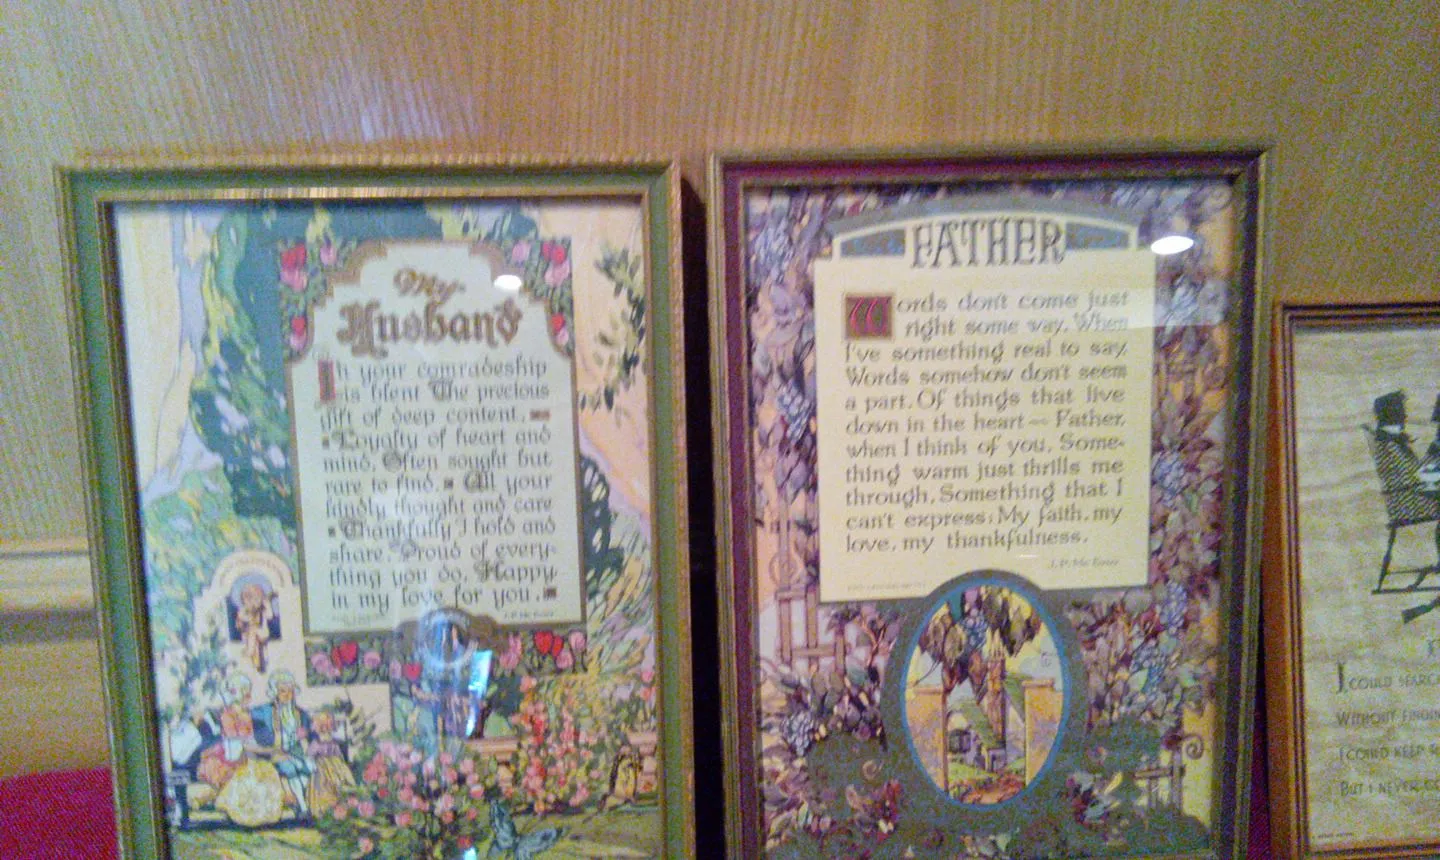 My
Husband
In your comradeship
is blent The precious
gift of deep content.
Loyalty of heart and
mind, Often sought but
rare to find. All your
kindly thought and care
Thankfully I hold and
share. Proud of every-
thing you do, Happy
in my love for you.
J.P. McEvoy
FATHER
Words don't come just
right some way, When
I've something real to say.
Words somehow don't seem
a part, Of things that live
down in the heart — Father,
when I think of you, Some-
thing warm just thrills me
through, Something that I
can't express; My faith, my
love, my thankfulness.
J.P. McEvoy
I COULD SEARCH
WITHOUT FINDIN
I COULD KEEP
BUT I NEVER